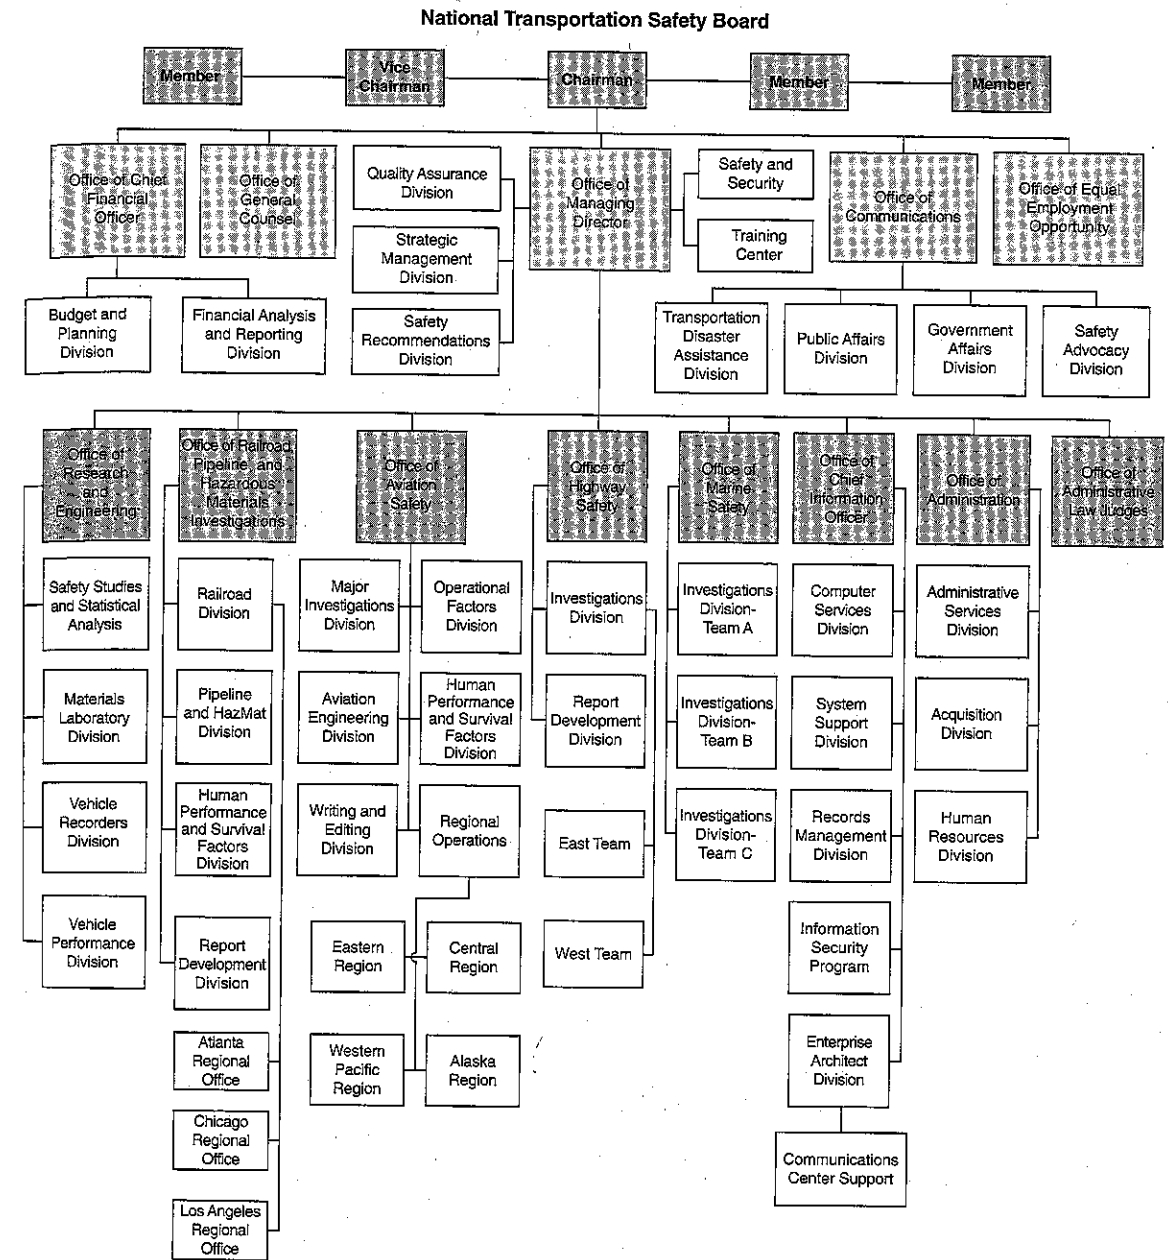 National Transportation Safety Board
Member
Vice
Chairman
Chairman
Member
Member
Office of Chief
Financial
Officer
Office of
General
Counsel
Quality Assurance
Division
Strategic
Management
Division
Safety
Recommendations
Division
Office of
Managing
Director
Safety and
Security
Training
Center
Office of
Communications
Office of Equal
Employment
Opportunity
Budget and
Planning
Division
Financial Analysis
and Reporting
Division
Transportation
Disaster
Assistance
Division
Public Affairs
Division
Government
Affairs
Division
Safety
Advocacy
Division
Office of
Research
and
Engineering
Office of Railroad,
Pipeline, and
Hazardous
Materials
Investigations
Office of
Aviation
Safety
Office of
Highway
Safety
Office of
Marine
Safety
Office of
Chief
Information
Officer
Office of
Administration
Office of
Administrative
Law Judges
Safety Studies
and Statistical
Analysis
Materials
Laboratory
Division
Vehicle
Recorders
Division
Vehicle
Performance
Division
Railroad
Division
Pipeline
and HazMat
Division
Human
Performance
and Survival
Factors
Division
Report
Development
Division
Atlanta
Regional
Office
Chicago
Regional
Office
Los Angeles
Regional
Office
Major
Investigations
Division
Operational
Factors
Division
Aviation
Engineering
Division
Human
Performance
and Survival
Factors
Division
Writing and
Editing
Division
Regional
Operations
Eastern
Region
Central
Region
Western
Pacific
Region
Alaska
Region
Investigations
Division
Report
Development
Division
East Team
West Team
Investigations
Division-
Team A
Investigations
Division-
Team B
Investigations
Division-
Team C
Computer
Services
Division
System
Support
Division
Records
Management
Division
Information
Security
Program
Enterprise
Architect
Division
Communications
Center Support
Administrative
Services
Division
Acquisition
Division
Human
Resources
Division